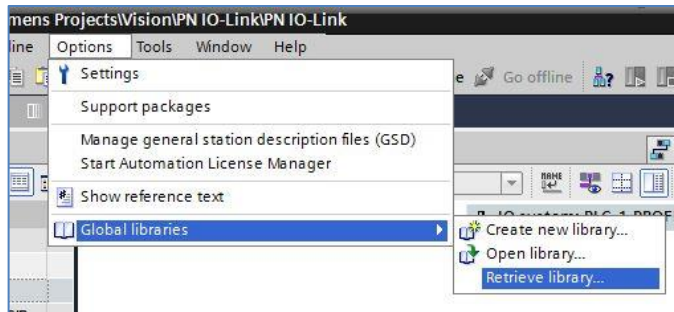 mens Projects\Vision\PN IO-Link\PN IO-Link
line Options Tools Window Help
Settings
e Go offline
Support packages
Manage general station description files (GSD)
Start Automation License Manager
NAME
Show reference text
Global libraries
Create new library...
Open library...
Retrieve library...